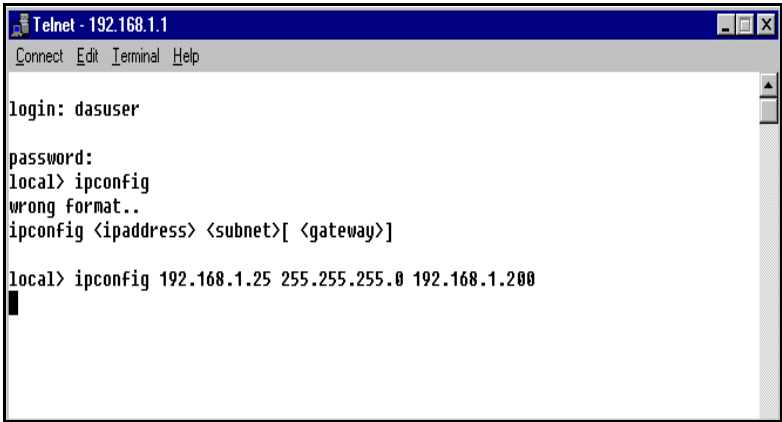 Telnet - 192.168.1.1
Connect Edit Terminal Help
login: dasuser
password:
local> ipconfig
wrong format..
ipconfig <ipaddress> <subnet>[ <gateway>]
local> ipconfig 192.168.1.25 255.255.255.0 192.168.1.200